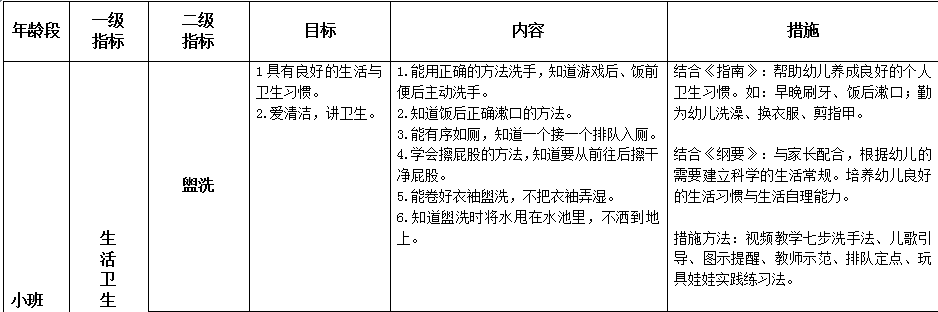 年龄段
一级
指标
二级
指标
目标
内容
措施
小班
生
活
卫
生
盥洗
1 具有良好的生活与
卫生习惯。
2.爱清洁，讲卫生。
1.能用正确的方法洗手，知道游戏后、饭前
便后主动洗手。
2.知道饭后正确漱口的方法。
3.能有序如厕，知道一个接一个排队入厕。
4.学会擦屁股的方法，知道要从前往后擦干
净屁股。
5.能卷好衣袖盥洗，不把衣袖弄湿。
6.知道盥洗时将水甩在水池里，不洒到地
上。
结合《指南》：帮助幼儿养成良好的个人
卫生习惯。如：早晚刷牙、饭后漱口；勤
为幼儿洗澡、换衣服、剪指甲。
结合《纲要》：与家长配合，根据幼儿的
需要建立科学的生活常规。培养幼儿良好
的生活习惯与生活自理能力。
措施方法：视频教学七步洗手法、儿歌引
导、图示提醒、教师示范、排队定点、玩
具娃娃实践练习法。